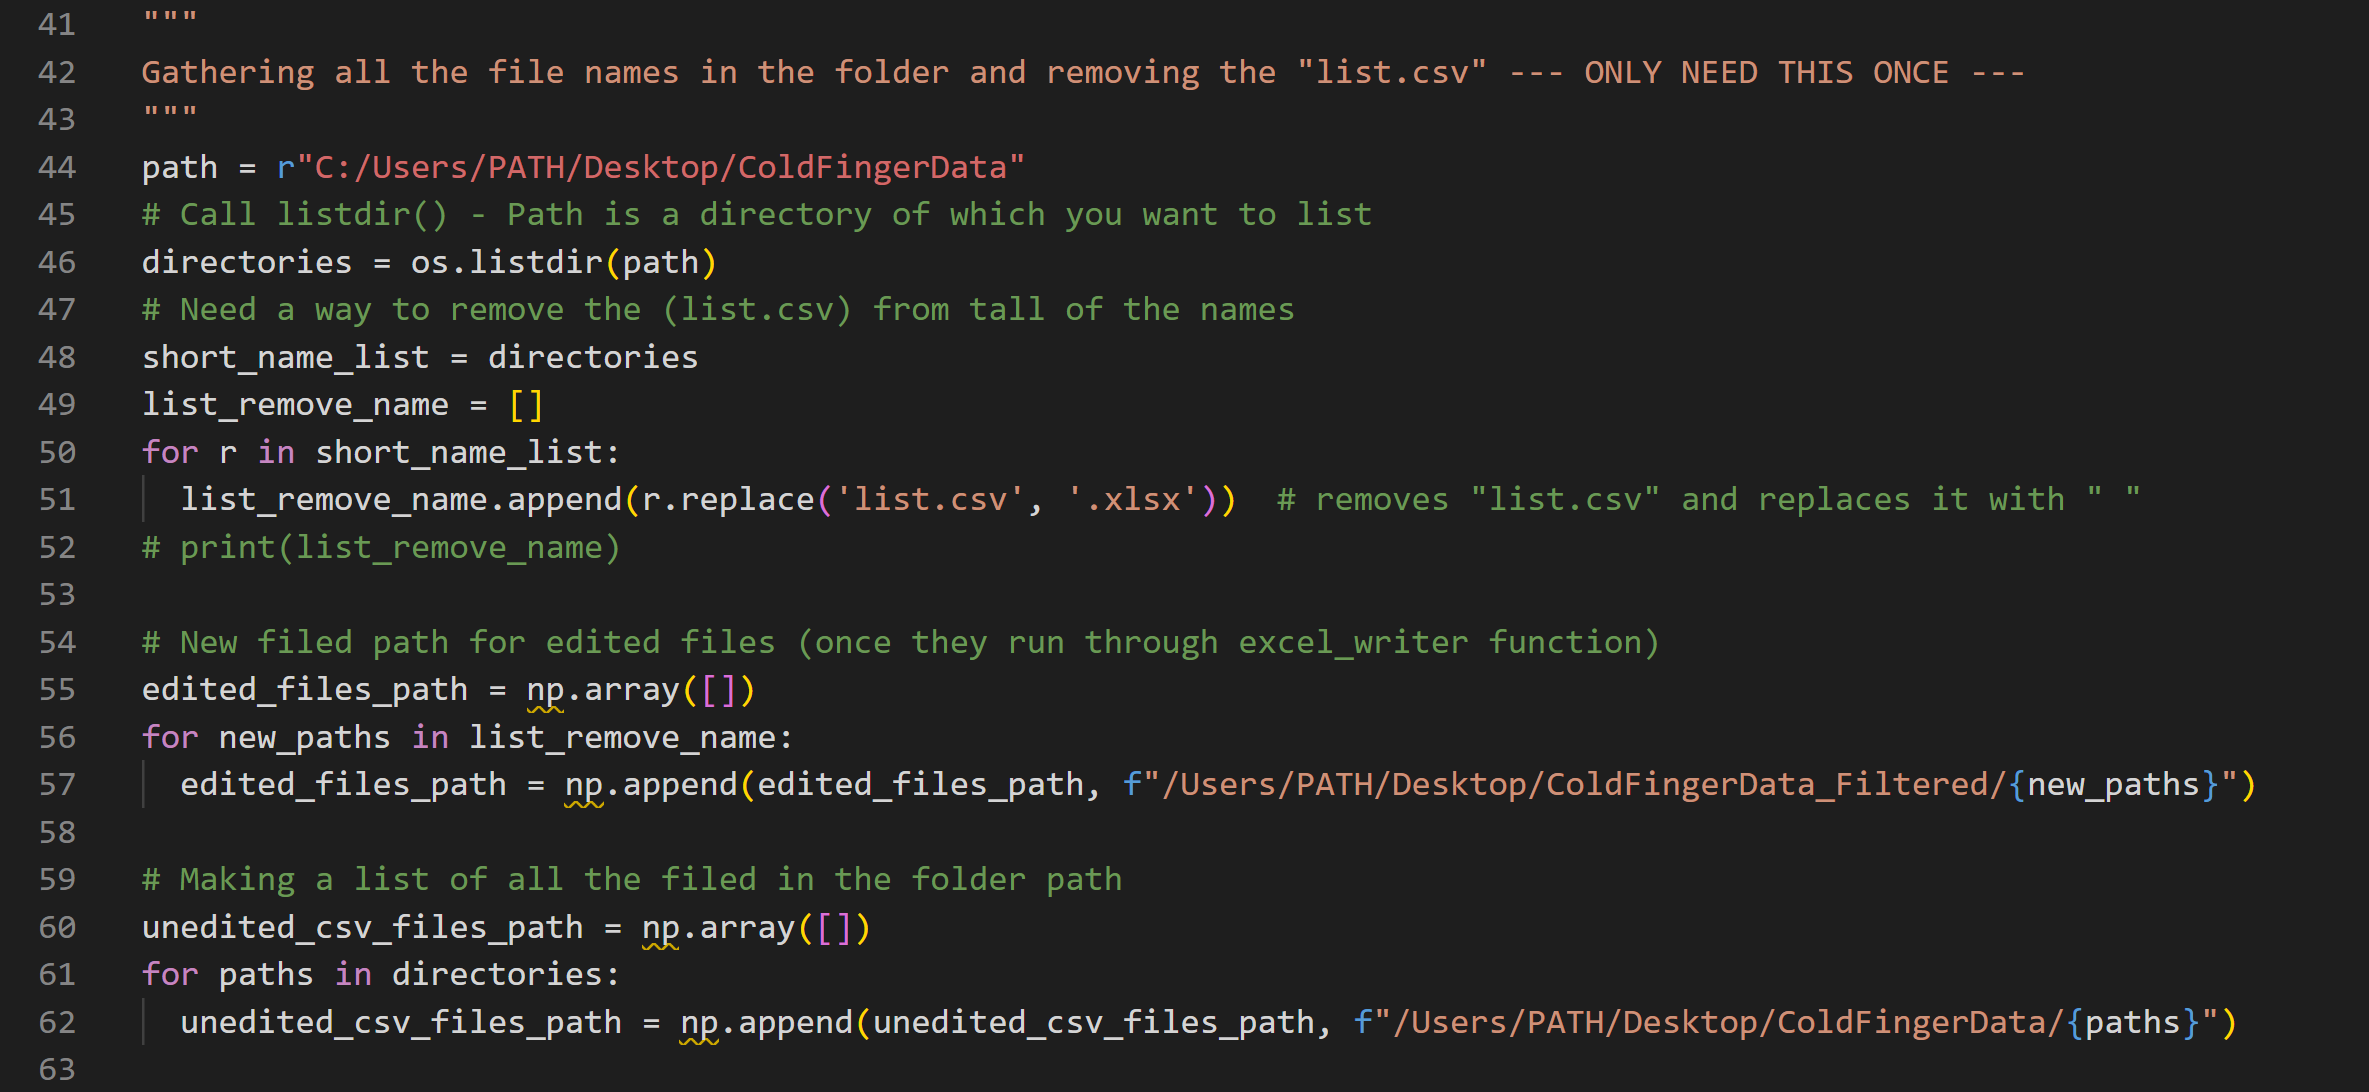 41 """
42 Gathering all the file names in the folder and removing the "list.csv" --- ONLY NEED THIS ONCE ---
43 """
44 path = r"C:/Users/PATH/Desktop/ColdFingerData"
45 # Call listdir() - Path is a directory of which you want to list
46 directories = os.listdir(path)
47 # Need a way to remove the (list.csv) from tall of the names
48 short_name_list = directories
49 list_remove_name = []
50 for r in short_name_list:
51   list_remove_name.append(r.replace('list.csv', '.xlsx'))  # removes "list.csv" and replaces it with " "
52 # print(list_remove_name)
53
54 # New filed path for edited files (once they run through excel_writer function)
55 edited_files_path = np.array([])
56 for new_paths in list_remove_name:
57   edited_files_path = np.append(edited_files_path, f"/Users/PATH/Desktop/ColdFingerData_Filtered/{new_paths}")
58
59 # Making a list of all the filed in the folder path
60 unedited_csv_files_path = np.array([])
61 for paths in directories:
62   unedited_csv_files_path = np.append(unedited_csv_files_path, f"/Users/PATH/Desktop/ColdFingerData/{paths}")
63